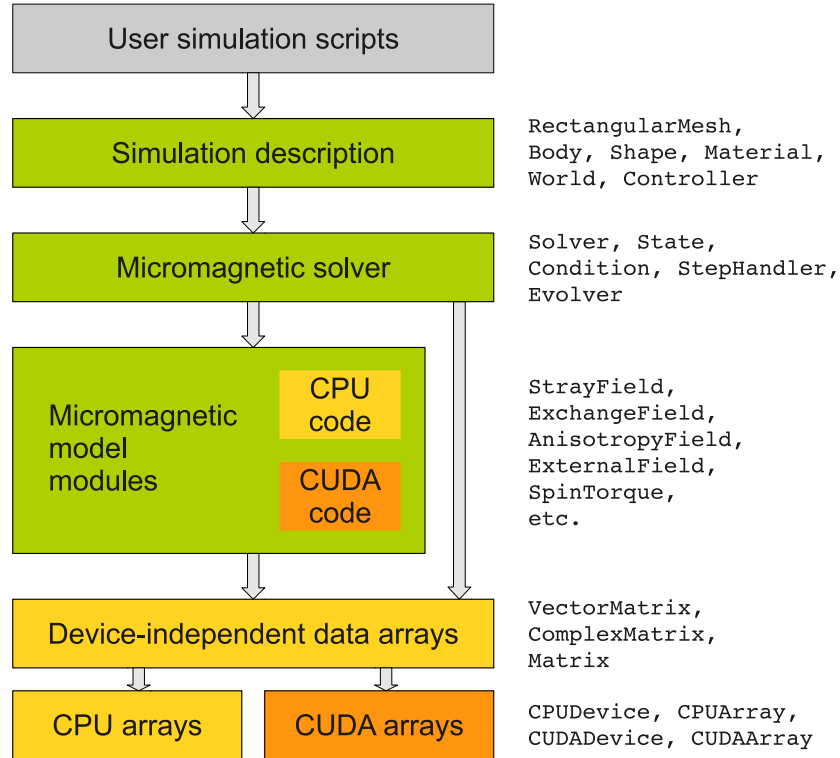 User simulation scripts
Simulation description
RectangularMesh,
Body, Shape, Material,
World, Controller
Micromagnetic solver
Solver, State,
Condition, StepHandler,
Evolver
Micromagnetic
model
modules
CPU
code
CUDA
code
StrayField,
ExchangeField,
AnisotropyField,
ExternalField,
SpinTorque,
etc.
Device-independent data arrays
VectorMatrix,
ComplexMatrix,
Matrix
CPU arrays
CUDA arrays
CPUDevice, CPUArray,
CUDADevice, CUDAArray